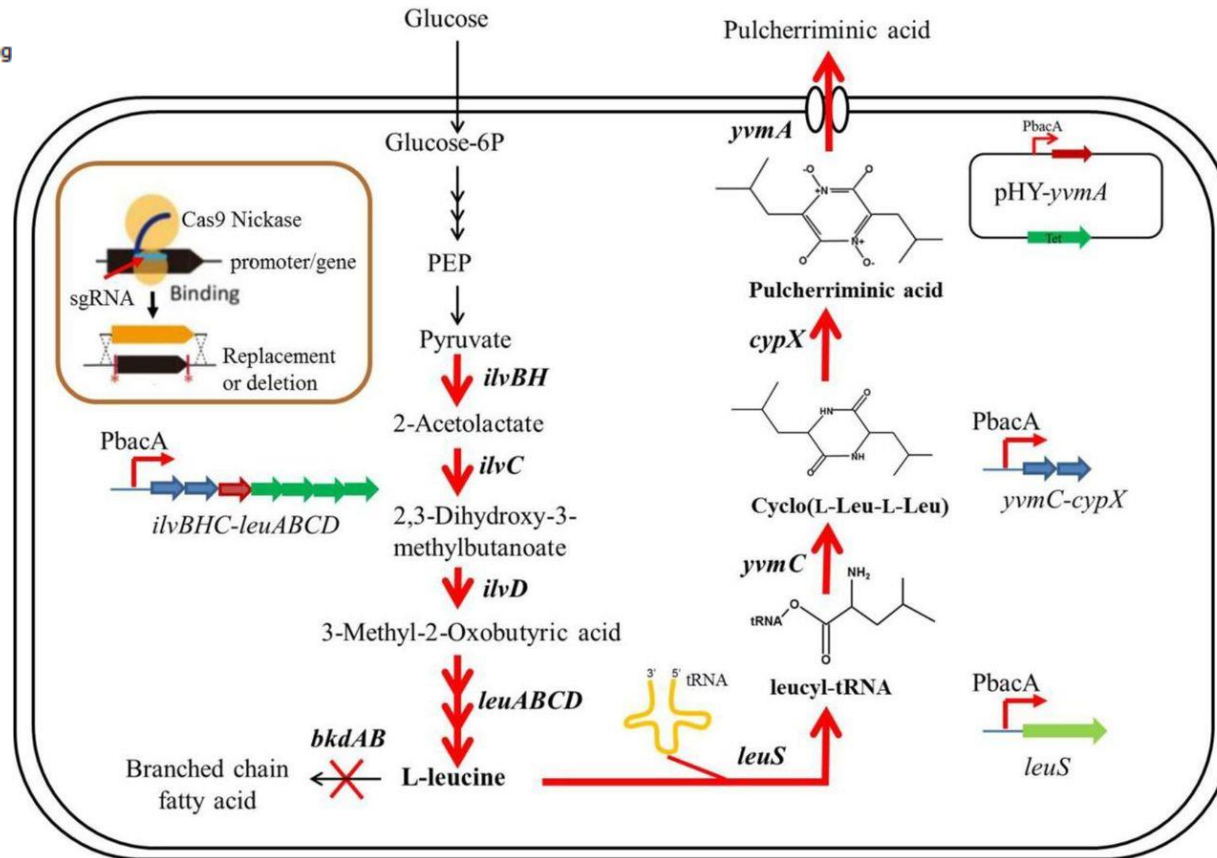 g
Glucose
Pulcherriminic acid
Glucose-6P
yvmA
PbacA
pHY-yvmA
Tet
Cas9 Nickase
promoter/gene
sgRNA
Binding
Replacement
or deletion
-O
+N
O
O
N+
O-
Pulcherriminic acid
PEP
Pyruvate
cypX
ilvBH
2-Acetolactate
O
HN
NH
O
PbacA
ilvBHC-leuABCD
ilvC
2,3-Dihydroxy-3-
methylbutanoate
Cyclo(L-Leu-L-Leu)
PbacA
yvmC-cypX
yvmC
ilvD
NH2
tRNA
O
O
3-Methyl-2-Oxobutyric acid
leucyl-tRNA
3' 5' tRNA
leuABCD
PbacA
leuS
bkdAB
Branched chain
fatty acid
L-leucine
leuS